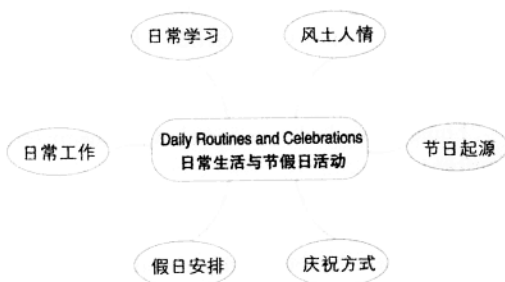 日常学习
风土人情
Daily Routines and Celebrations
日常生活与节假日活动
日常工作
节日起源
假日安排
庆祝方式